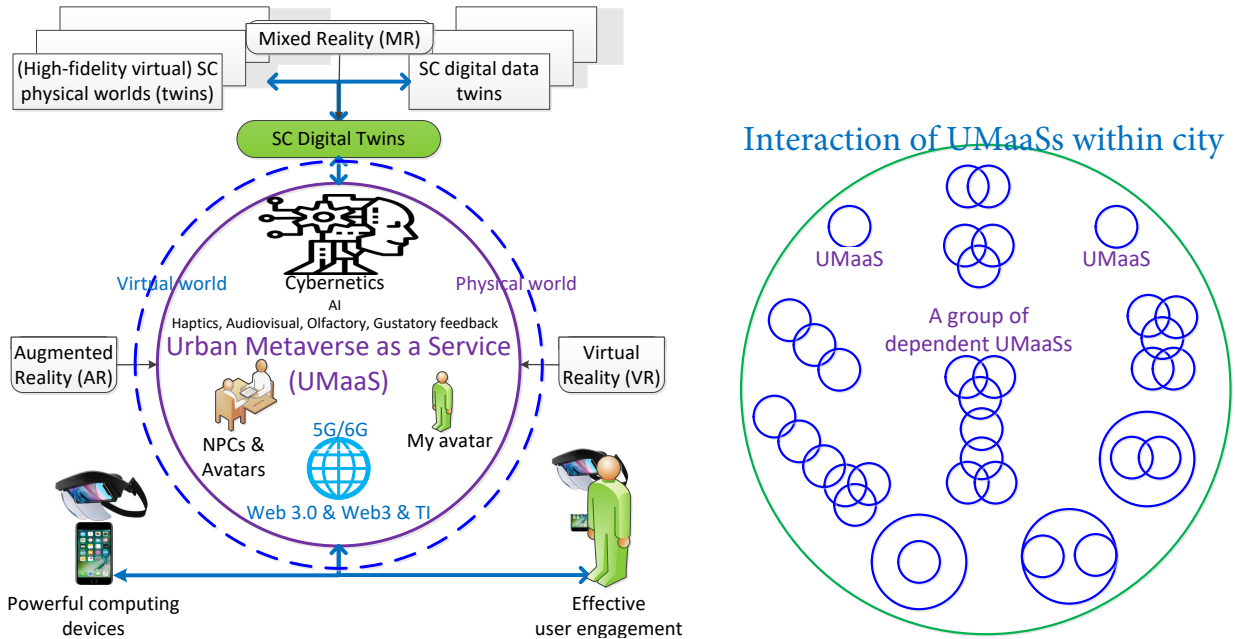 Mixed Reality (MR)
(High-fidelity virtual) SC
physical worlds (twins)
SC digital data
twins
SC Digital Twins
Virtual world
Physical world
Cybernetics
AI
Haptics, Audiovisual, Olfactory, Gustatory feedback
Urban Metaverse as a Service
(UMaaS)
Augmented
Reality (AR)
Virtual
Reality (VR)
NPCs &
Avatars
5G/6G
My avatar
Web 3.0 & Web3 & TI
Powerful computing
devices
Effective
user engagement
Interaction of UMaaSs within city
UMaaS
UMaaS
A group of
dependent UMaaSs